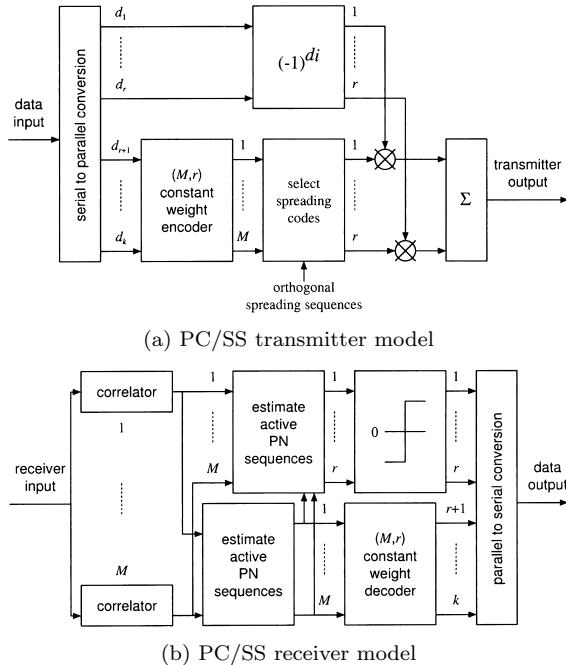 d1
1
dr
(-1)^di
r
data
input
serial to parallel conversion
dr+1
1
1
(M,r)
constant
weight
encoder
select
spreading
codes
Σ
transmitter
output
dk
M
r
orthogonal
spreading sequences
(a) PC/SS transmitter model
correlator
1
1
1
1
estimate
active
PN
sequences
0
receiver
input
M
r
r
parallel to serial conversion
data
output
1
r+1
estimate
active
PN
sequences
(M,r)
constant
weight
decoder
M
correlator
M
k
(b) PC/SS receiver model